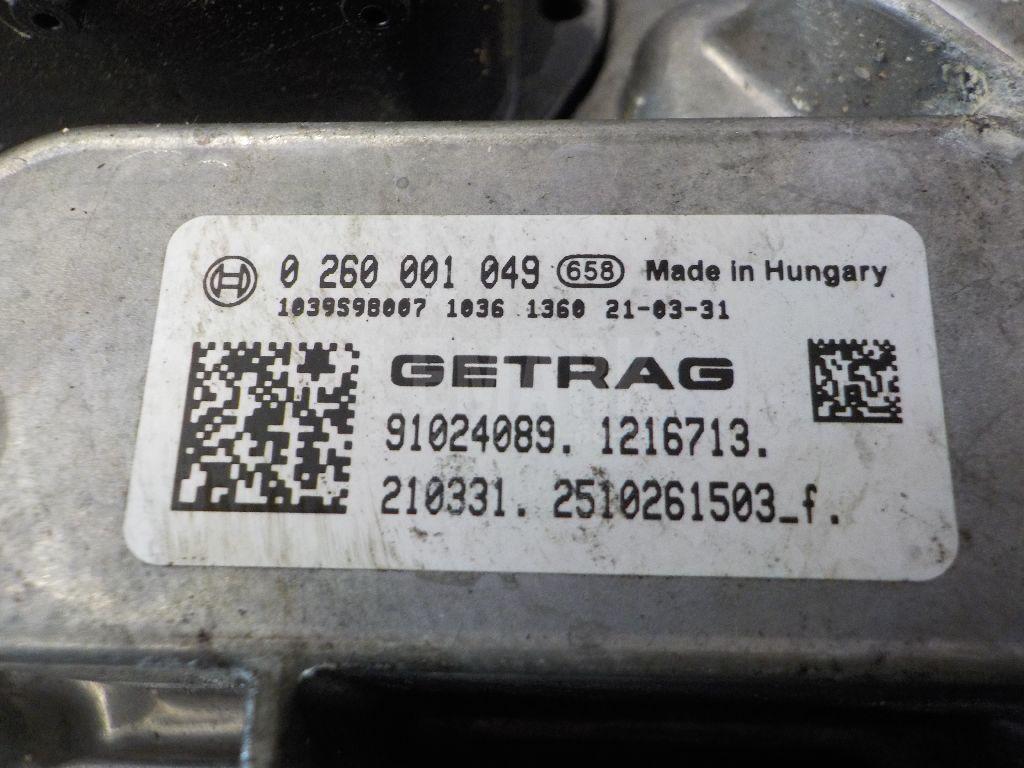 0 260 001 049 658 Made in Hungary
1039S98007 1036 1360 21-03-31
GETRAG
91024089. 1216713.
210331. 2510261503_f.